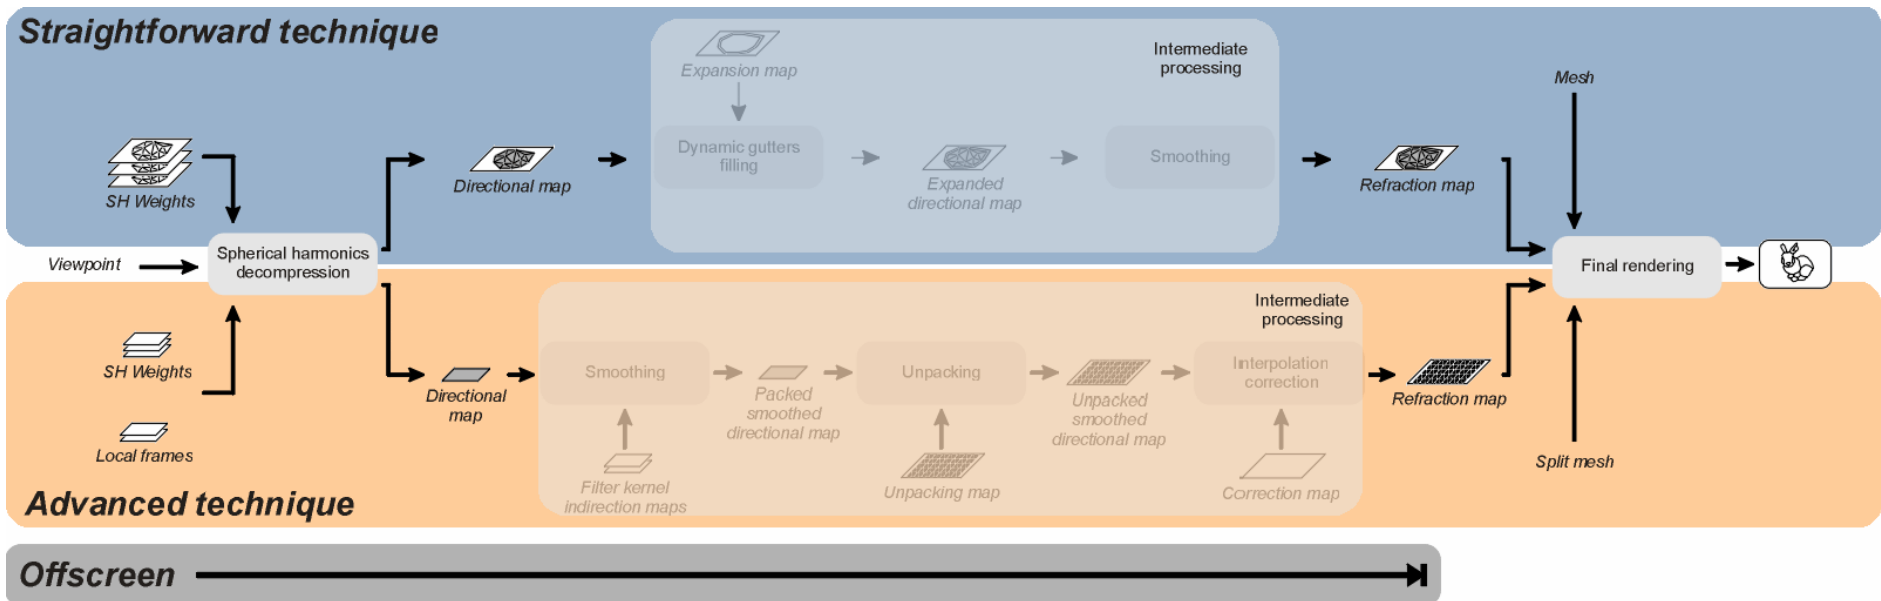 Straightforward technique
Expansion map
Intermediate
processing
Mesh
Dynamic gutters
filling
Smoothing
SH Weights
Directional map
Expanded
directional map
Refraction map
Viewpoint
Spherical harmonics
decompression
Final rendering
Intermediate
processing
SH Weights
Local frames
Directional
map
Smoothing
Packed
smoothed
directional map
Unpacking
Unpacked
smoothed
directional map
Interpolation
correction
Refraction map
Filter kernel
indirection maps
Unpacking map
Correction map
Split mesh
Advanced technique
Offscreen